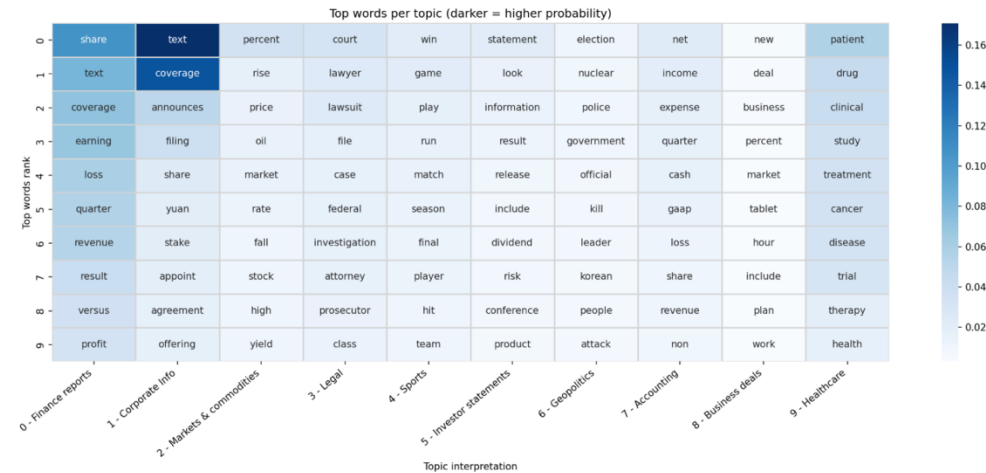 Top words per topic (darker = higher probability)
0 share text percent court win statement election net new patient
1 text coverage rise lawyer game look nuclear income deal drug
2 coverage announces price lawsuit play information police expense business clinical
3 earning filing oil file run result government quarter percent study
4 loss share market case match release official cash market treatment
5 quarter yuan rate federal season include kill gaap tablet cancer
6 revenue stake fall investigation final dividend leader loss hour disease
7 result appoint stock attorney player risk korean share include trial
8 versus agreement high prosecutor hit conference people revenue plan therapy
9 profit offering yield class team product attack non work health
Top words rank
0 - Finance reports
1 - Corporate Info
2 - Markets & commodities
3 - Legal
4 - Sports
5 - Investor statements
6 - Geopolitics
7 - Accounting
8 - Business deals
9 - Healthcare
Topic interpretation
0.16
0.14
0.12
0.10
0.08
0.06
0.04
0.02